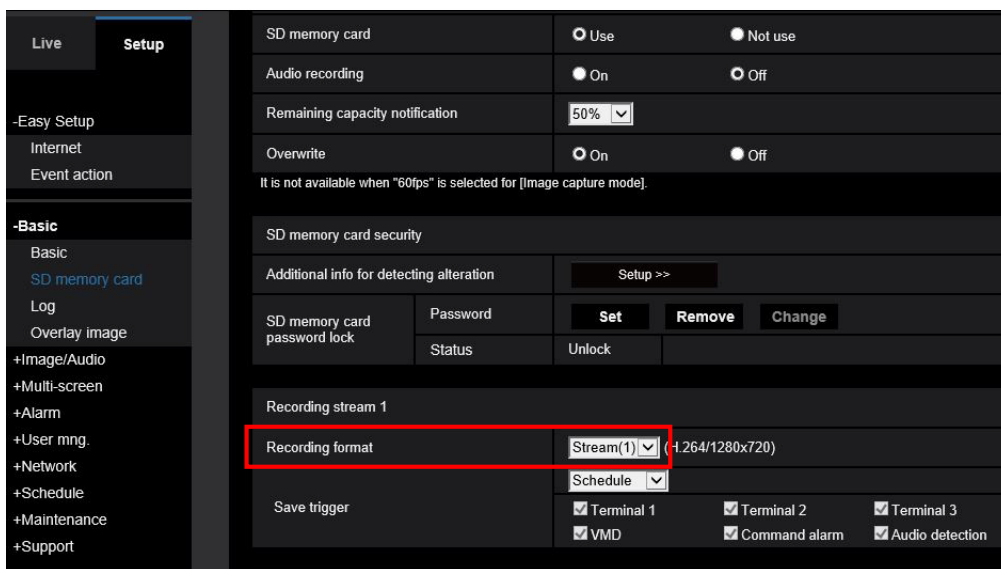 Live Setup
-Easy Setup
Internet
Event action
-Basic
Basic
SD memory card
Log
Overlay image
+Image/Audio
+Multi-screen
+Alarm
+User mng.
+Network
+Schedule
+Maintenance
+Support
SD memory card Use Not use
Audio recording On Off
Remaining capacity notification 50%
Overwrite On Off
It is not available when "60fps" is selected for [Image capture mode].
SD memory card security
Additional info for detecting alteration Setup >>
SD memory card
password lock
Password Set Remove Change
Status Unlock
Recording stream 1
Recording format Stream(1) (H.264/1280x720)
Save trigger
Schedule
Terminal 1 Terminal 2 Terminal 3
VMD Command alarm Audio detection